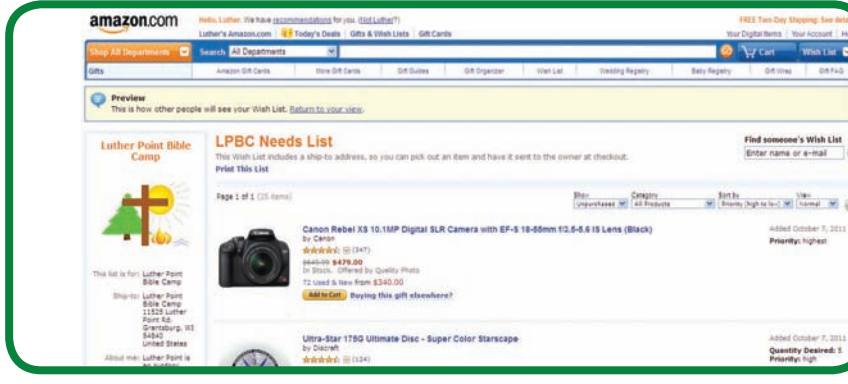 amazon.com
Hello, Luther. We have recommendations for you. (Not Luther?)
FREE Two-Day Shipping: See deta
Luther's Amazon.com Today's Deals Gifts & Wish Lists Gift Cards
Your Digital Items Your Account H
Shop All Departments Search All Departments Cart Wish List
Gifts Amazon Gift Cards More Gift Cards Gift Guides Gift Organizer Wish List Wedding Registry Baby Registry Gift Wrap Gift FAQ
Preview
This is how other people will see your Wish List. Return to your view.
Luther Point Bible
Camp
This list is for: Luther Point
Bible Camp
Ship-to: Luther Point
Bible Camp
11525 Luther
Point Rd.
Grantsburg, WI
54840
United States
About me: Luther Point is
LPBC Needs List
This Wish List includes a ship-to address, so you can pick out an item and have it sent to the owner at checkout.
Print This List
Find someone's Wish List
Enter name or e-mail
Page 1 of 1 (25 items)
Show Category Sort by View
Unpurchased All Products Priority (high to low) Normal
Canon Rebel XS 10.1MP Digital SLR Camera with EF-S 18-55mm f/3.5-5.6 IS Lens (Black)
by Canon
(347)
$479.00
In Stock. Offered by Quality Photo
72 Used & New from $340.00
Add to Cart Buying this gift elsewhere?
Added October 7, 2011
Priority: highest
Ultra-Star 175G Ultimate Disc - Super Color Starscape
by Discraft
(124)
Added October 7, 2011
Quantity Desired: 5
Priority: high